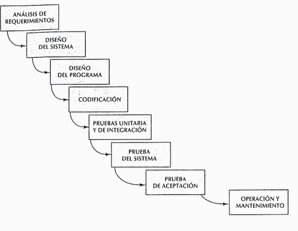 ANÁLISIS DE
REQUERIMIENTOS
DISEÑO
DEL SISTEMA
DISEÑO
DEL PROGRAMA
CODIFICACIÓN
PRUEBAS UNITARIA
Y DE INTEGRACIÓN
PRUEBA
DEL SISTEMA
PRUEBA
DE ACEPTACIÓN
OPERACIÓN Y
MANTENIMIENTO